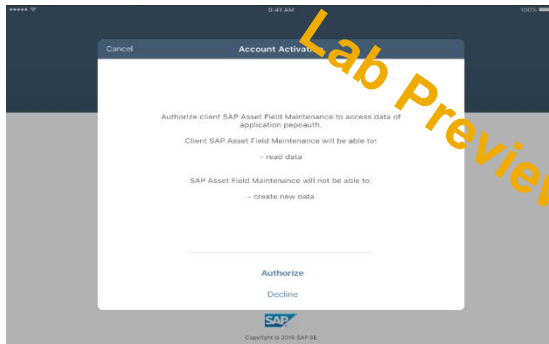 9:41 AM
100%
Cancel
Account Activation
Lab Preview
Authorize client SAP Asset Field Maintenance to access data of
application pepoauth.
Client SAP Asset Field Maintenance will be able to:
- read data
SAP Asset Field Maintenance will not be able to:
- create new data
Authorize
Decline
SAP
Copyright © 2016 SAP SE